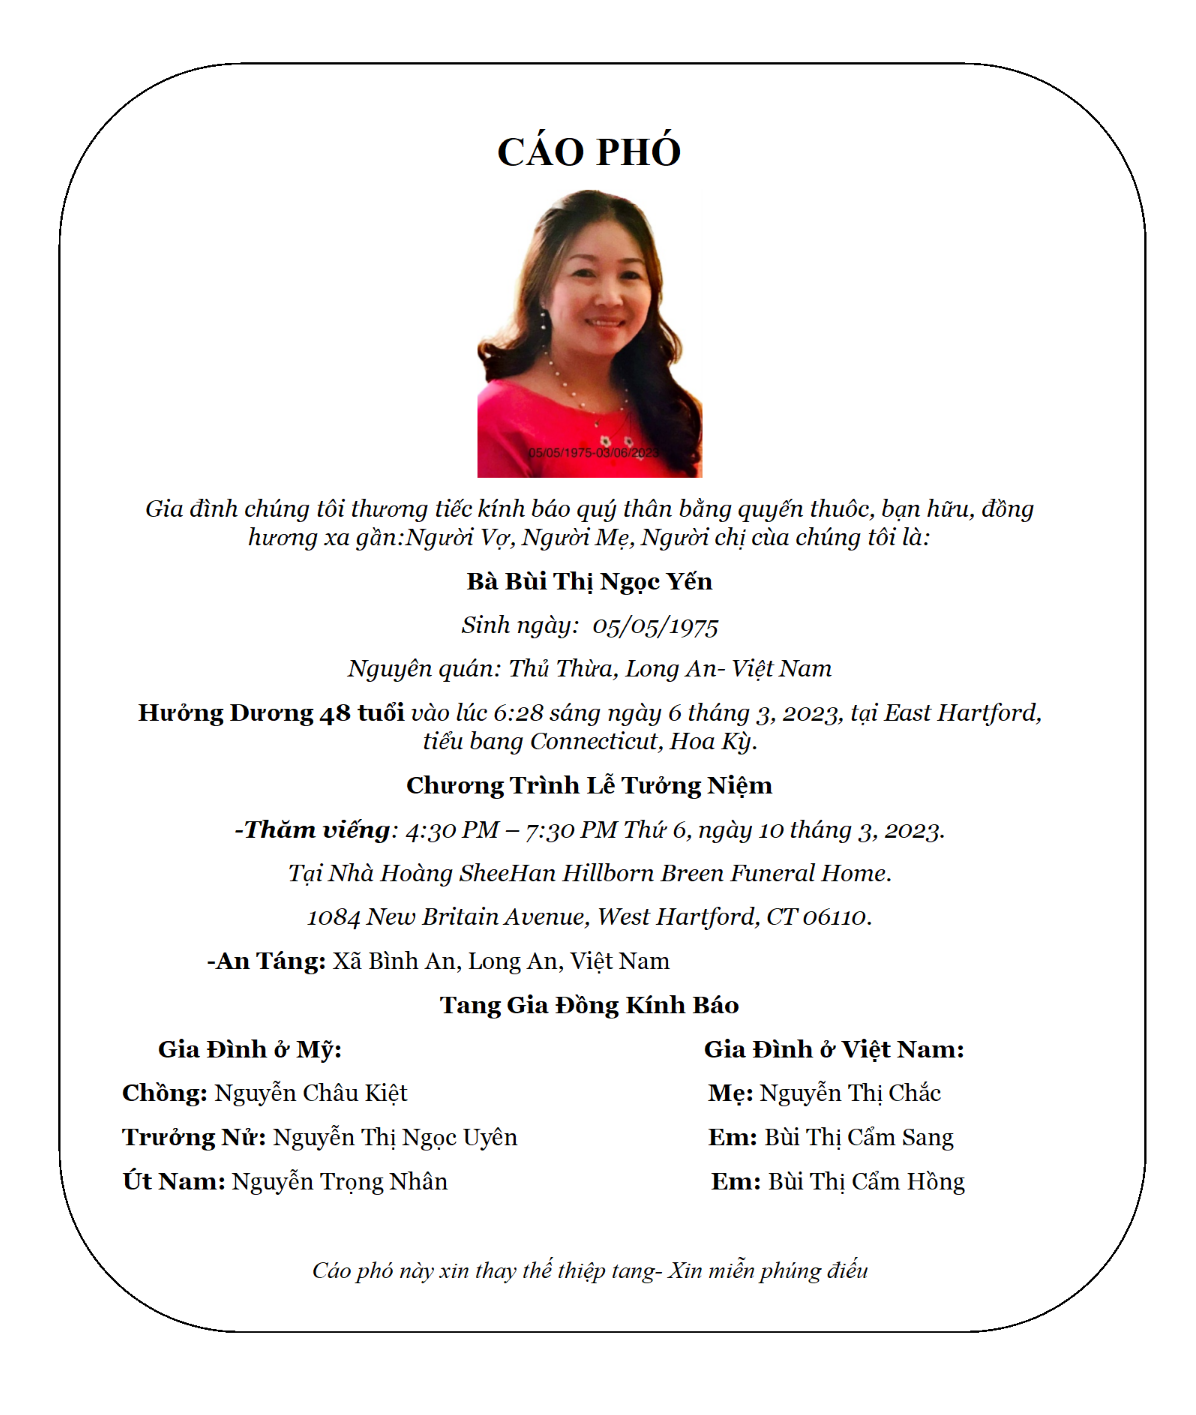 CÁO PHÓ
05/05/1975-03/06/2023
Gia đình chúng tôi thương tiếc kính báo quý thân bằng quyến thuôc, bạn hữu, đồng
hương xa gần:Người Vợ, Người Mẹ, Người chị cùa chúng tôi là:
Bà Bùi Thị Ngọc Yến
Sinh ngày: 05/05/1975
Nguyên quán: Thủ Thừa, Long An- Việt Nam
Hưởng Dương 48 tuổi vào lúc 6:28 sáng ngày 6 tháng 3, 2023, tại East Hartford,
tiểu bang Connecticut, Hoa Kỳ.
Chương Trình Lễ Tưởng Niệm
-Thăm viếng: 4:30 PM – 7:30 PM Thứ 6, ngày 10 tháng 3, 2023.
Tại Nhà Hoàng SheeHan Hillborn Breen Funeral Home.
1084 New Britain Avenue, West Hartford, CT 06110.
-An Táng: Xã Bình An, Long An, Việt Nam
Tang Gia Đồng Kính Báo
Gia Đình ở Mỹ: Gia Đình ở Việt Nam:
Chồng: Nguyễn Châu Kiệt Mẹ: Nguyễn Thị Chắc
Trưởng Nử: Nguyễn Thị Ngọc Uyên Em: Bùi Thị Cẩm Sang
Út Nam: Nguyễn Trọng Nhân Em: Bùi Thị Cẩm Hồng
Cáo phó này xin thay thế thiệp tang- Xin miễn phúng điếu